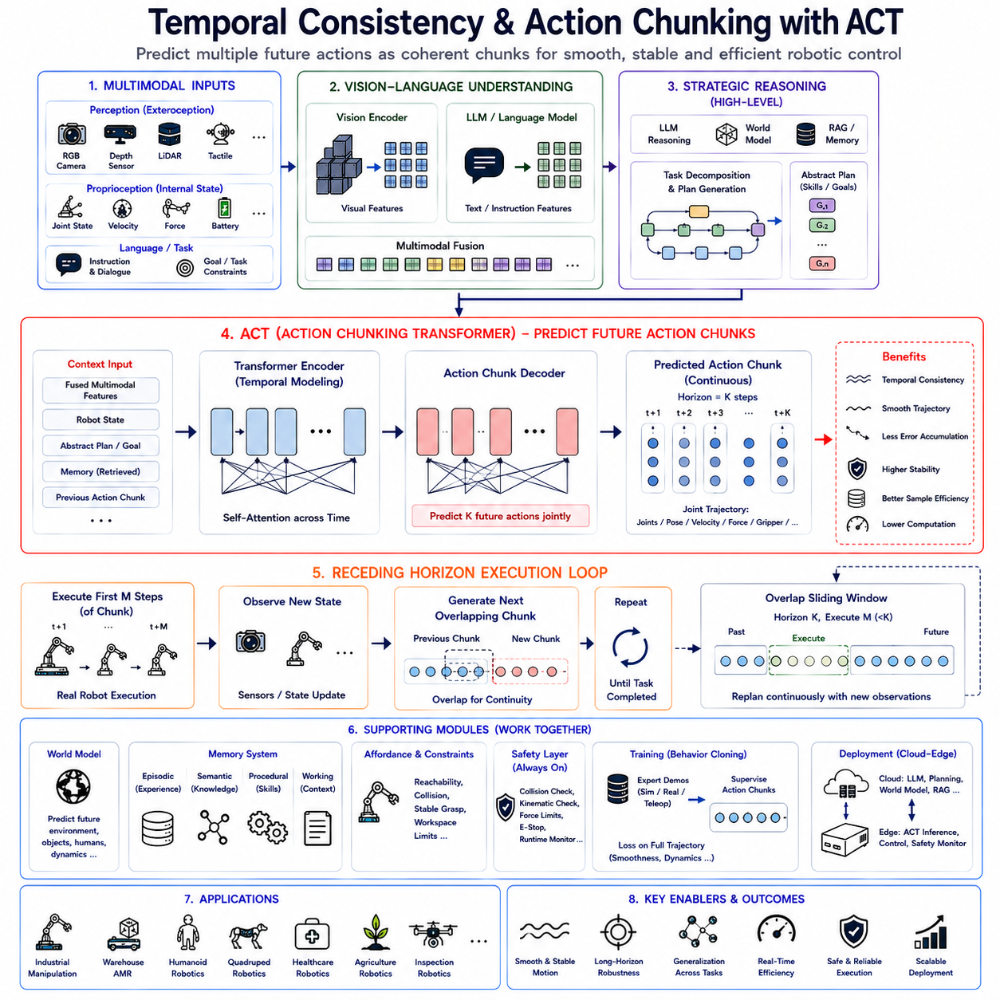 Temporal Consistency & Action Chunking with ACT
Predict multiple future actions as coherent chunks for smooth, stable and efficient robotic control
1. MULTIMODAL INPUTS
Perception (Exteroception)
RGB
Camera
Depth
Sensor
LiDAR
Tactile
...
Proprioception (Internal State)
Joint State
Velocity
Force
Battery
...
Language / Task
Instruction
& Dialogue
Goal / Task
Constraints
2. VISION–LANGUAGE UNDERSTANDING
Vision Encoder
Visual Features
LLM / Language Model
Text / Instruction Features
Multimodal Fusion
...
3. STRATEGIC REASONING
(HIGH-LEVEL)
LLM
Reasoning
World
Model
RAG /
Memory
Task Decomposition
& Plan Generation
Abstract Plan
(Skills / Goals)
G,1
G,2
...
G,n
4. ACT (ACTION CHUNKING TRANSFORMER) – PREDICT FUTURE ACTION CHUNKS
Context Input
Fused Multimodal
Features
Robot State
Abstract Plan / Goal
Memory (Retrieved)
Previous Action Chunk
...
Transformer Encoder
(Temporal Modeling)
...
Self-Attention across Time
Action Chunk Decoder
...
Predict K future actions jointly
Predicted Action Chunk
(Continuous)
Horizon = K steps
t+1 t+2 t+3 ... t+K
Joint Trajectory:
Joints / Pose / Velocity / Force / Gripper / ...
Benefits
Temporal Consistency
Smooth Trajectory
Less Error Accumulation
Higher Stability
Better Sample Efficiency
Lower Computation
5. RECEDING HORIZON EXECUTION LOOP
Execute First M Steps
(of Chunk)
t+1 ... t+M
Real Robot Execution
Observe New State
...
Sensors / State Update
Generate Next
Overlapping Chunk
Previous Chunk New Chunk
Overlap for Continuity
Repeat
Until Task
Completed
Overlap Sliding Window
Horizon K, Execute M (<K)
Past Execute Future
Replan continuously with new observations
6. SUPPORTING MODULES (WORK TOGETHER)
World Model
Predict future
environment,
objects, humans,
dynamics ...
Memory System
Episodic
(Experience)
Semantic
(Knowledge)
Procedural
(Skills)
Working
(Context)
Affordance & Constraints
Reachability,
Collision,
Stable Grasp,
Workspace
Limits ...
Safety Layer
(Always On)
Collision Check,
Kinematic Check,
Force Limits,
E-Stop,
Runtime Monitor...
Training (Behavior Cloning)
Expert Demos
(Sim / Real /
Teleop)
Supervise
Action Chunks
Loss on Full Trajectory
(Smoothness, Dynamics ...)
Deployment (Cloud-Edge)
Cloud: LLM, Planning,
World Model, RAG ...
Edge: ACT Inference,
Control, Safety Monitor
7. APPLICATIONS
Industrial
Manipulation
Warehouse
AMR
Humanoid
Robotics
Quadruped
Robotics
Healthcare
Robotics
Agriculture
Robotics
Inspection
Robotics
...
8. KEY ENABLERS & OUTCOMES
Smooth & Stable
Motion
Long-Horizon
Robustness
Generalization
Across Tasks
Real-Time
Efficiency
Safe & Reliable
Execution
Scalable
Deployment